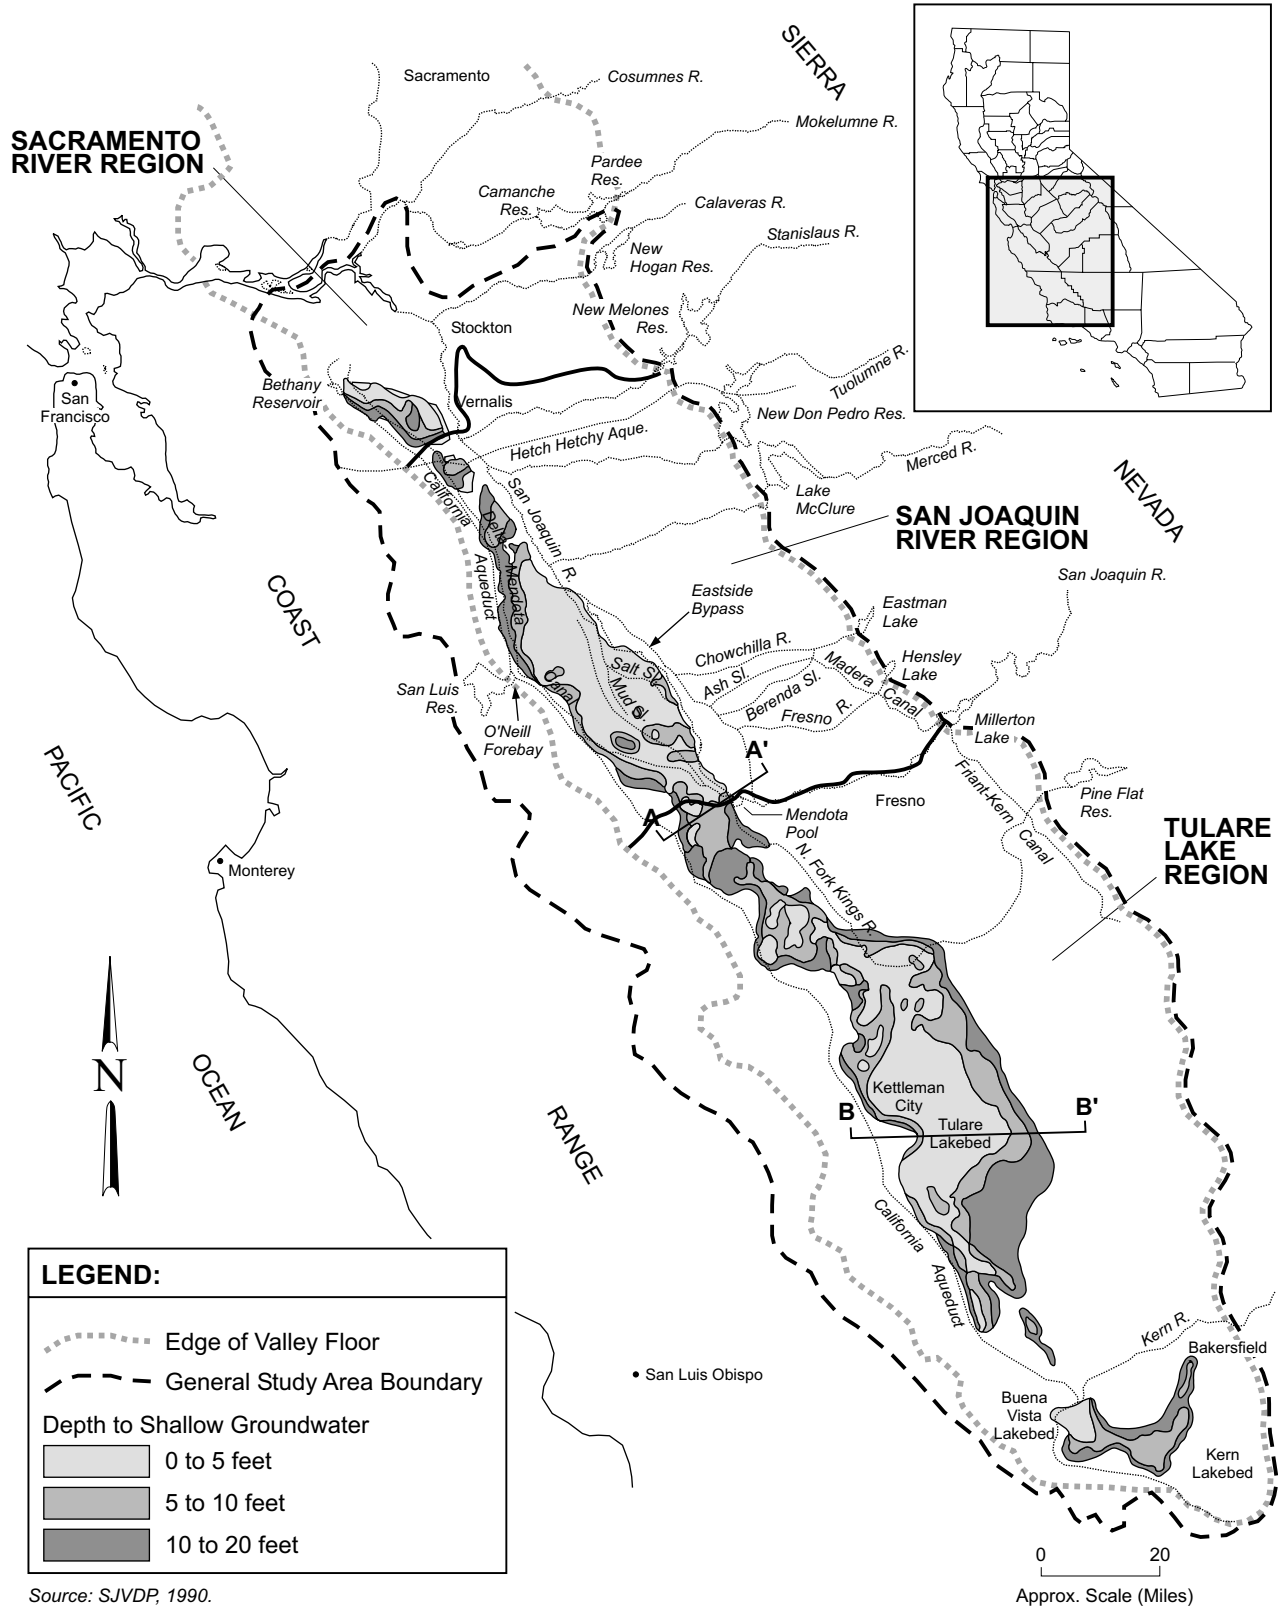 SIERRA
Sacramento
Cosumnes R.
SACRAMENTO
RIVER REGION
Mokelumne R.
Pardee
Res.
Camanche
Res.
Calaveras R.
Stanislaus R.
New
Hogan Res.
New Melones
Res.
Stockton
Bethany
Reservoir
San
Francisco
Vernalis
Tuolumne R.
New Don Pedro Res.
Hetch Hetchy Aque.
Merced R.
Lake
McClure
NEVADA
California
Aqueduct
San Joaquin R.
Delta
Mendata
Canal
SAN JOAQUIN
RIVER REGION
San Joaquin R.
COAST
Eastside
Bypass
Eastman
Lake
Chowchilla R.
Hensley
Lake
Salt Sl.
Mud Sl.
Ash Sl.
Madera
Canal
Berenda Sl.
Fresno R.
San Luis
Res.
O'Neill
Forebay
Millerton
Lake
A'
PACIFIC
Friant-Kern Canal
Pine Flat
Res.
Fresno
A
Mendota
Pool
TULARE
LAKE
REGION
N. Fork Kings R.
Monterey
N
OCEAN
Kettleman
City
RANGE
B
B'
Tulare
Lakebed
California
Aqueduct
LEGEND:
Edge of Valley Floor
General Study Area Boundary
Depth to Shallow Groundwater
0 to 5 feet
5 to 10 feet
10 to 20 feet
San Luis Obispo
Kern R.
Bakersfield
Buena
Vista
Lakebed
Kern
Lakebed
0 20
Approx. Scale (Miles)
Source: SJVDP, 1990.